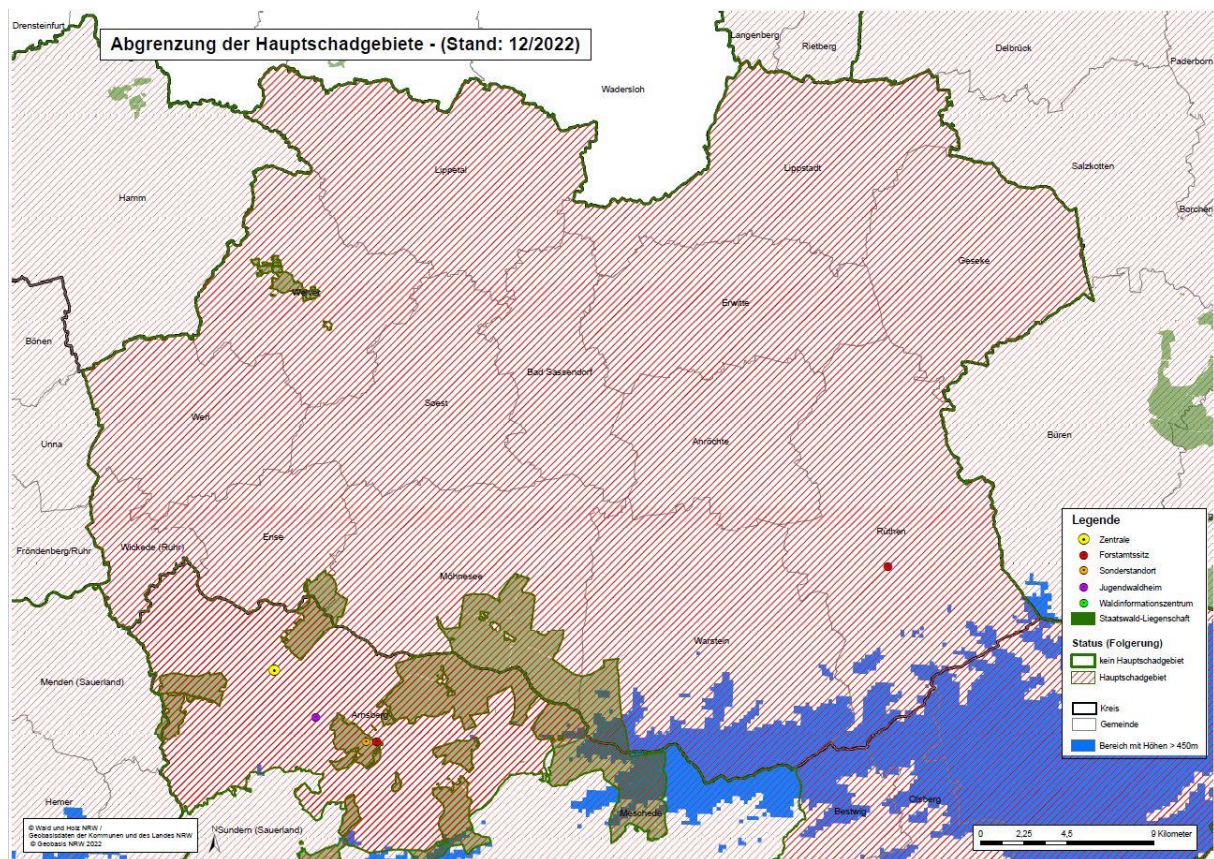 Drensteinfurt
Abgrenzung der Hauptschadgebiete - (Stand: 12/2022)
Langenberg
Rietberg
Delbrück
Paderborn
Wadersloh
Lippetal
Lippstadt
Salzkotten
Hamm
Borchen
Geseke
Welver
Erwitte
Bönen
Bad Sassendorf
Soest
Werl
Unna
Anröchte
Büren
Fröndenberg/Ruhr
Wickede (Ruhr)
Ense
Rüthen
Möhnesee
Warstein
Menden (Sauerland)
Arnsberg
Hemer
Sundern (Sauerland)
Meschede
Bestwig
Olsberg
Legende
Zentrale
Forstamtssitz
Sonderstandort
Jugendwaldheim
Waldinformationszentrum
Staatswald-Liegenschaft
Status (Folgerung)
kein Hauptschadgebiet
Hauptschadgebiet
Kreis
Gemeinde
Bereich mit Höhen > 450m
© Wald und Holz NRW /
Geobasisdaten der Kommunen und des Landes NRW
© Geobasis NRW 2022
N
0 2,25 4,5 9 Kilometer